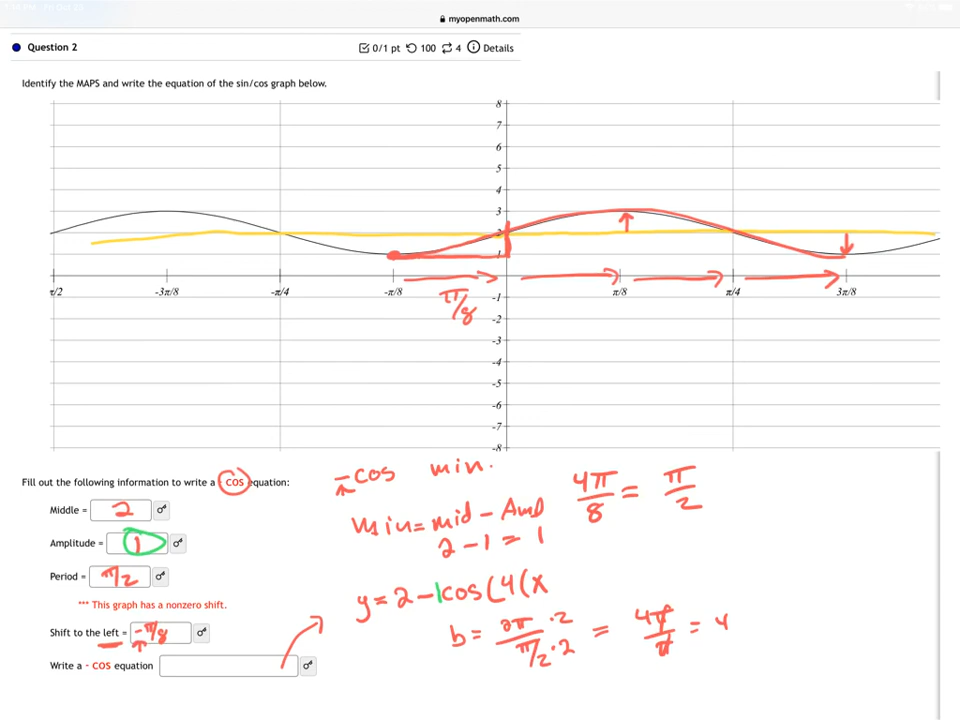 myopenmath.com
Question 2
0/1 pt 100 4 Details
Identify the MAPS and write the equation of the sin/cos graph below.
8
7
6
5
4
3
2
1
π/2 -3π/8 -π/4 -π/8 π/8 π/4 3π/8
-1
-2
-3
-4
-5
-6
-7
-8
π/8
Fill out the following information to write a - COS equation:
Middle = 2
Amplitude = 1
Period = π/2
*** This graph has a nonzero shift.
Shift to the left = -π/8
Write a - COS equation
-cos min.
min = mid - Amp
2 - 1 = 1
4π/8 = π/2
y = 2 - 1cos(4(x
b = 2π/(π/2) · 2/2 = 4π/π = 4